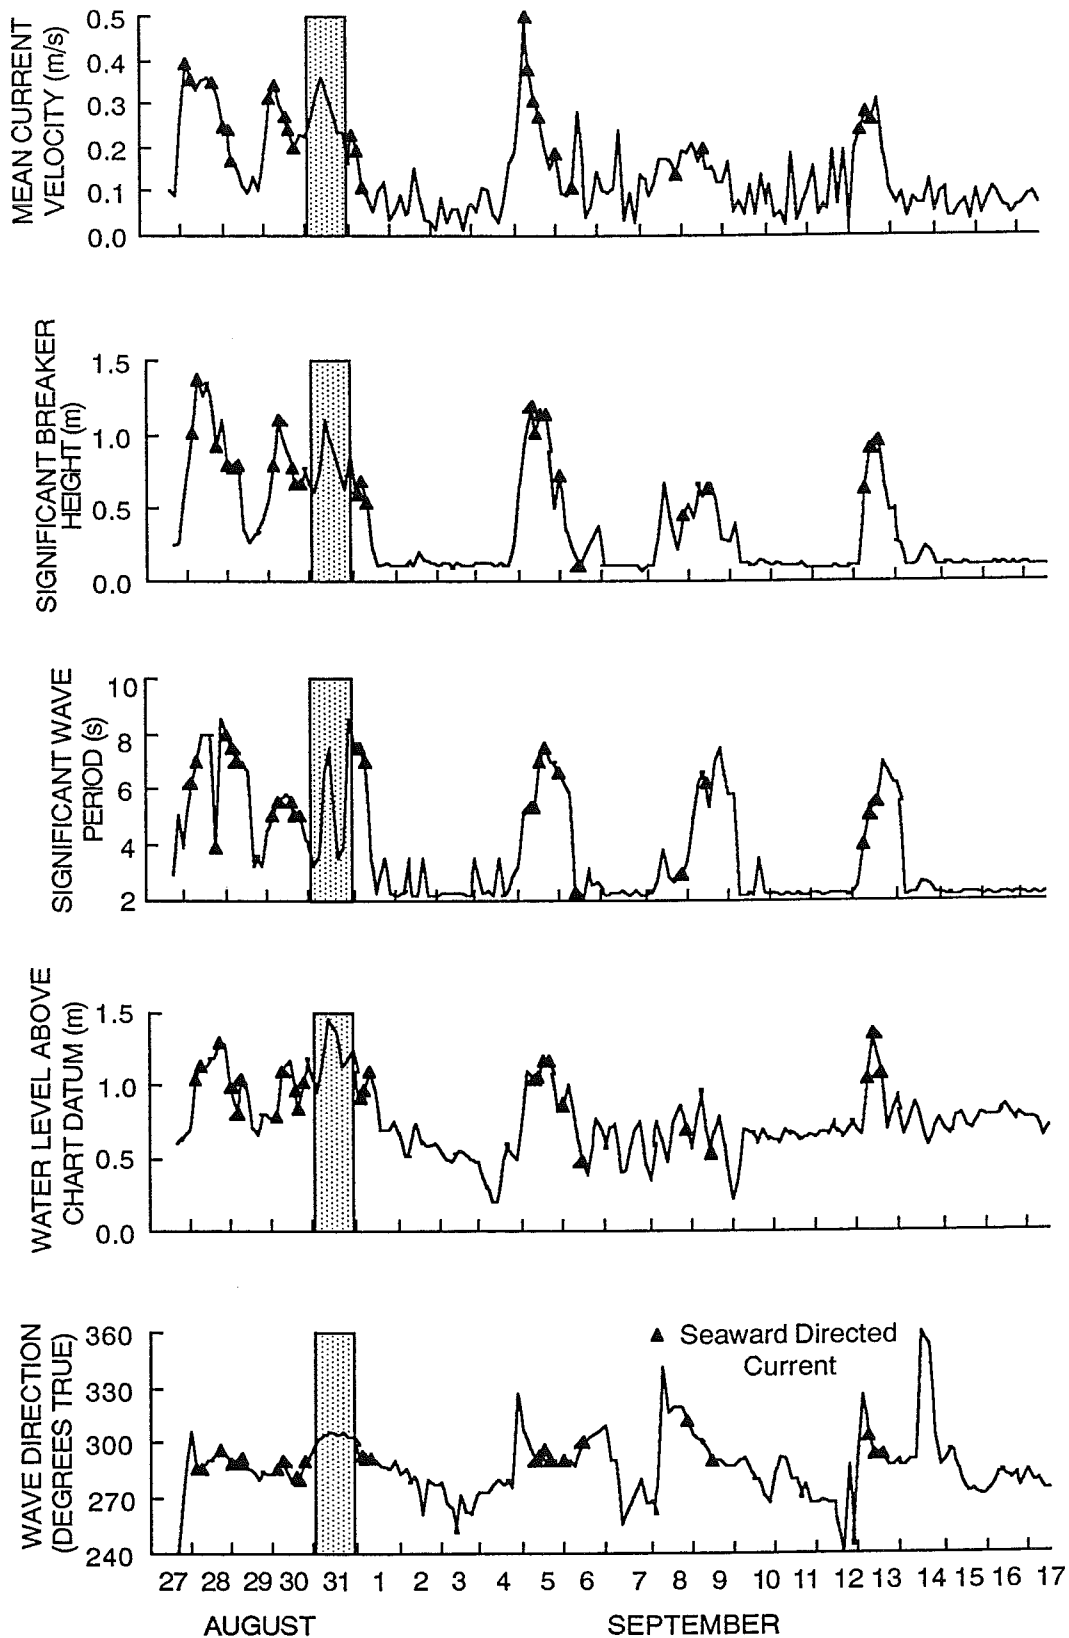 MEAN CURRENT
VELOCITY (m/s)
0.5
0.4
0.3
0.2
0.1
0.0
SIGNIFICANT BREAKER
HEIGHT (m)
1.5
1.0
0.5
0.0
SIGNIFICANT WAVE
PERIOD (s)
10
8
6
4
2
WATER LEVEL ABOVE
CHART DATUM (m)
1.5
1.0
0.5
0.0
WAVE DIRECTION
(DEGREES TRUE)
360
330
300
270
240
▲ Seaward Directed
Current
27 28 29 30 31 1 2 3 4 5 6 7 8 9 10 11 12 13 14 15 16 17
AUGUST SEPTEMBER